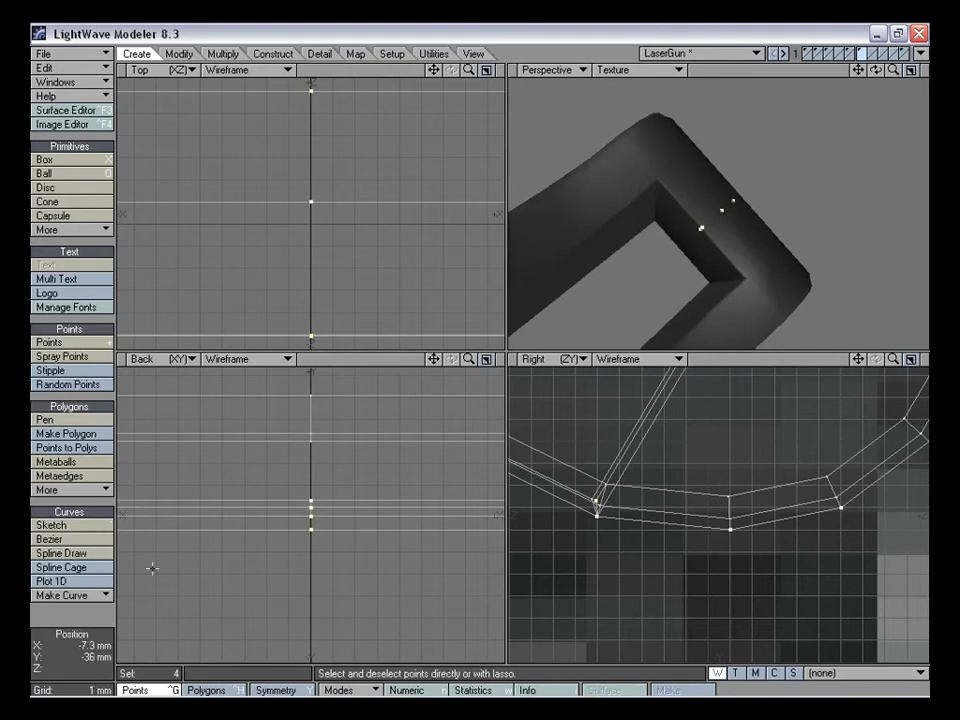 LightWave Modeler 8.3
File Create Modify Multiply Construct Detail Map Setup Utilities View LaserGun * 1
Edit Top (XZ) Wireframe Perspective Texture
Windows
Help
Surface Editor F3
Image Editor ^F4
Primitives
Box X
Ball O
Disc
Cone
Capsule
More
Text
Text
Multi Text
Logo
Manage Fonts
Points
Points +
Back (XY) Wireframe Right (ZY) Wireframe
Spray Points
Stipple
Random Points
Polygons
Pen
Make Polygon
Points to Polys
Metaballs
Metaedges
More
Curves
Sketch
Bezier
Spline Draw
Spline Cage
Plot 1D
Make Curve
Position
X: -7.3 mm
Y: -36 mm
Z:
Sel: 4 Select and deselect points directly or with lasso. W T M C S (none)
Grid: 1 mm Points ^G Polygons ^H Symmetry Y Modes Numeric n Statistics w Info i